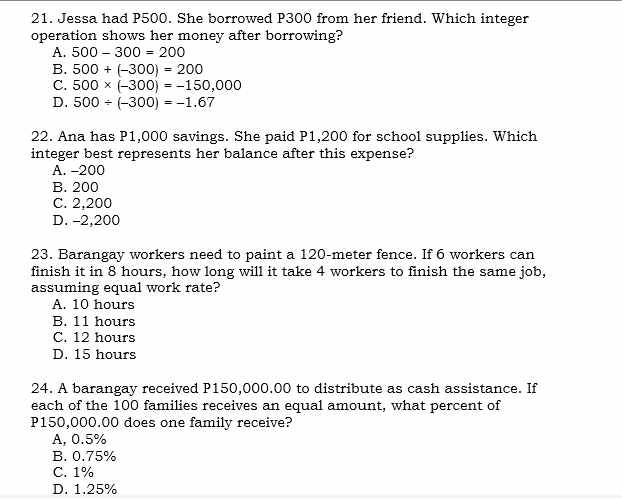 21. Jessa had P500. She borrowed P300 from her friend. Which integer
operation shows her money after borrowing?
A. 500 – 300 = 200
B. 500 + (–300) = 200
C. 500 × (–300) = –150,000
D. 500 ÷ (–300) = –1.67
22. Ana has P1,000 savings. She paid P1,200 for school supplies. Which
integer best represents her balance after this expense?
A. –200
B. 200
C. 2,200
D. –2,200
23. Barangay workers need to paint a 120-meter fence. If 6 workers can
finish it in 8 hours, how long will it take 4 workers to finish the same job,
assuming equal work rate?
A. 10 hours
B. 11 hours
C. 12 hours
D. 15 hours
24. A barangay received P150,000.00 to distribute as cash assistance. If
each of the 100 families receives an equal amount, what percent of
P150,000.00 does one family receive?
A, 0.5%
B. 0.75%
C. 1%
D. 1.25%